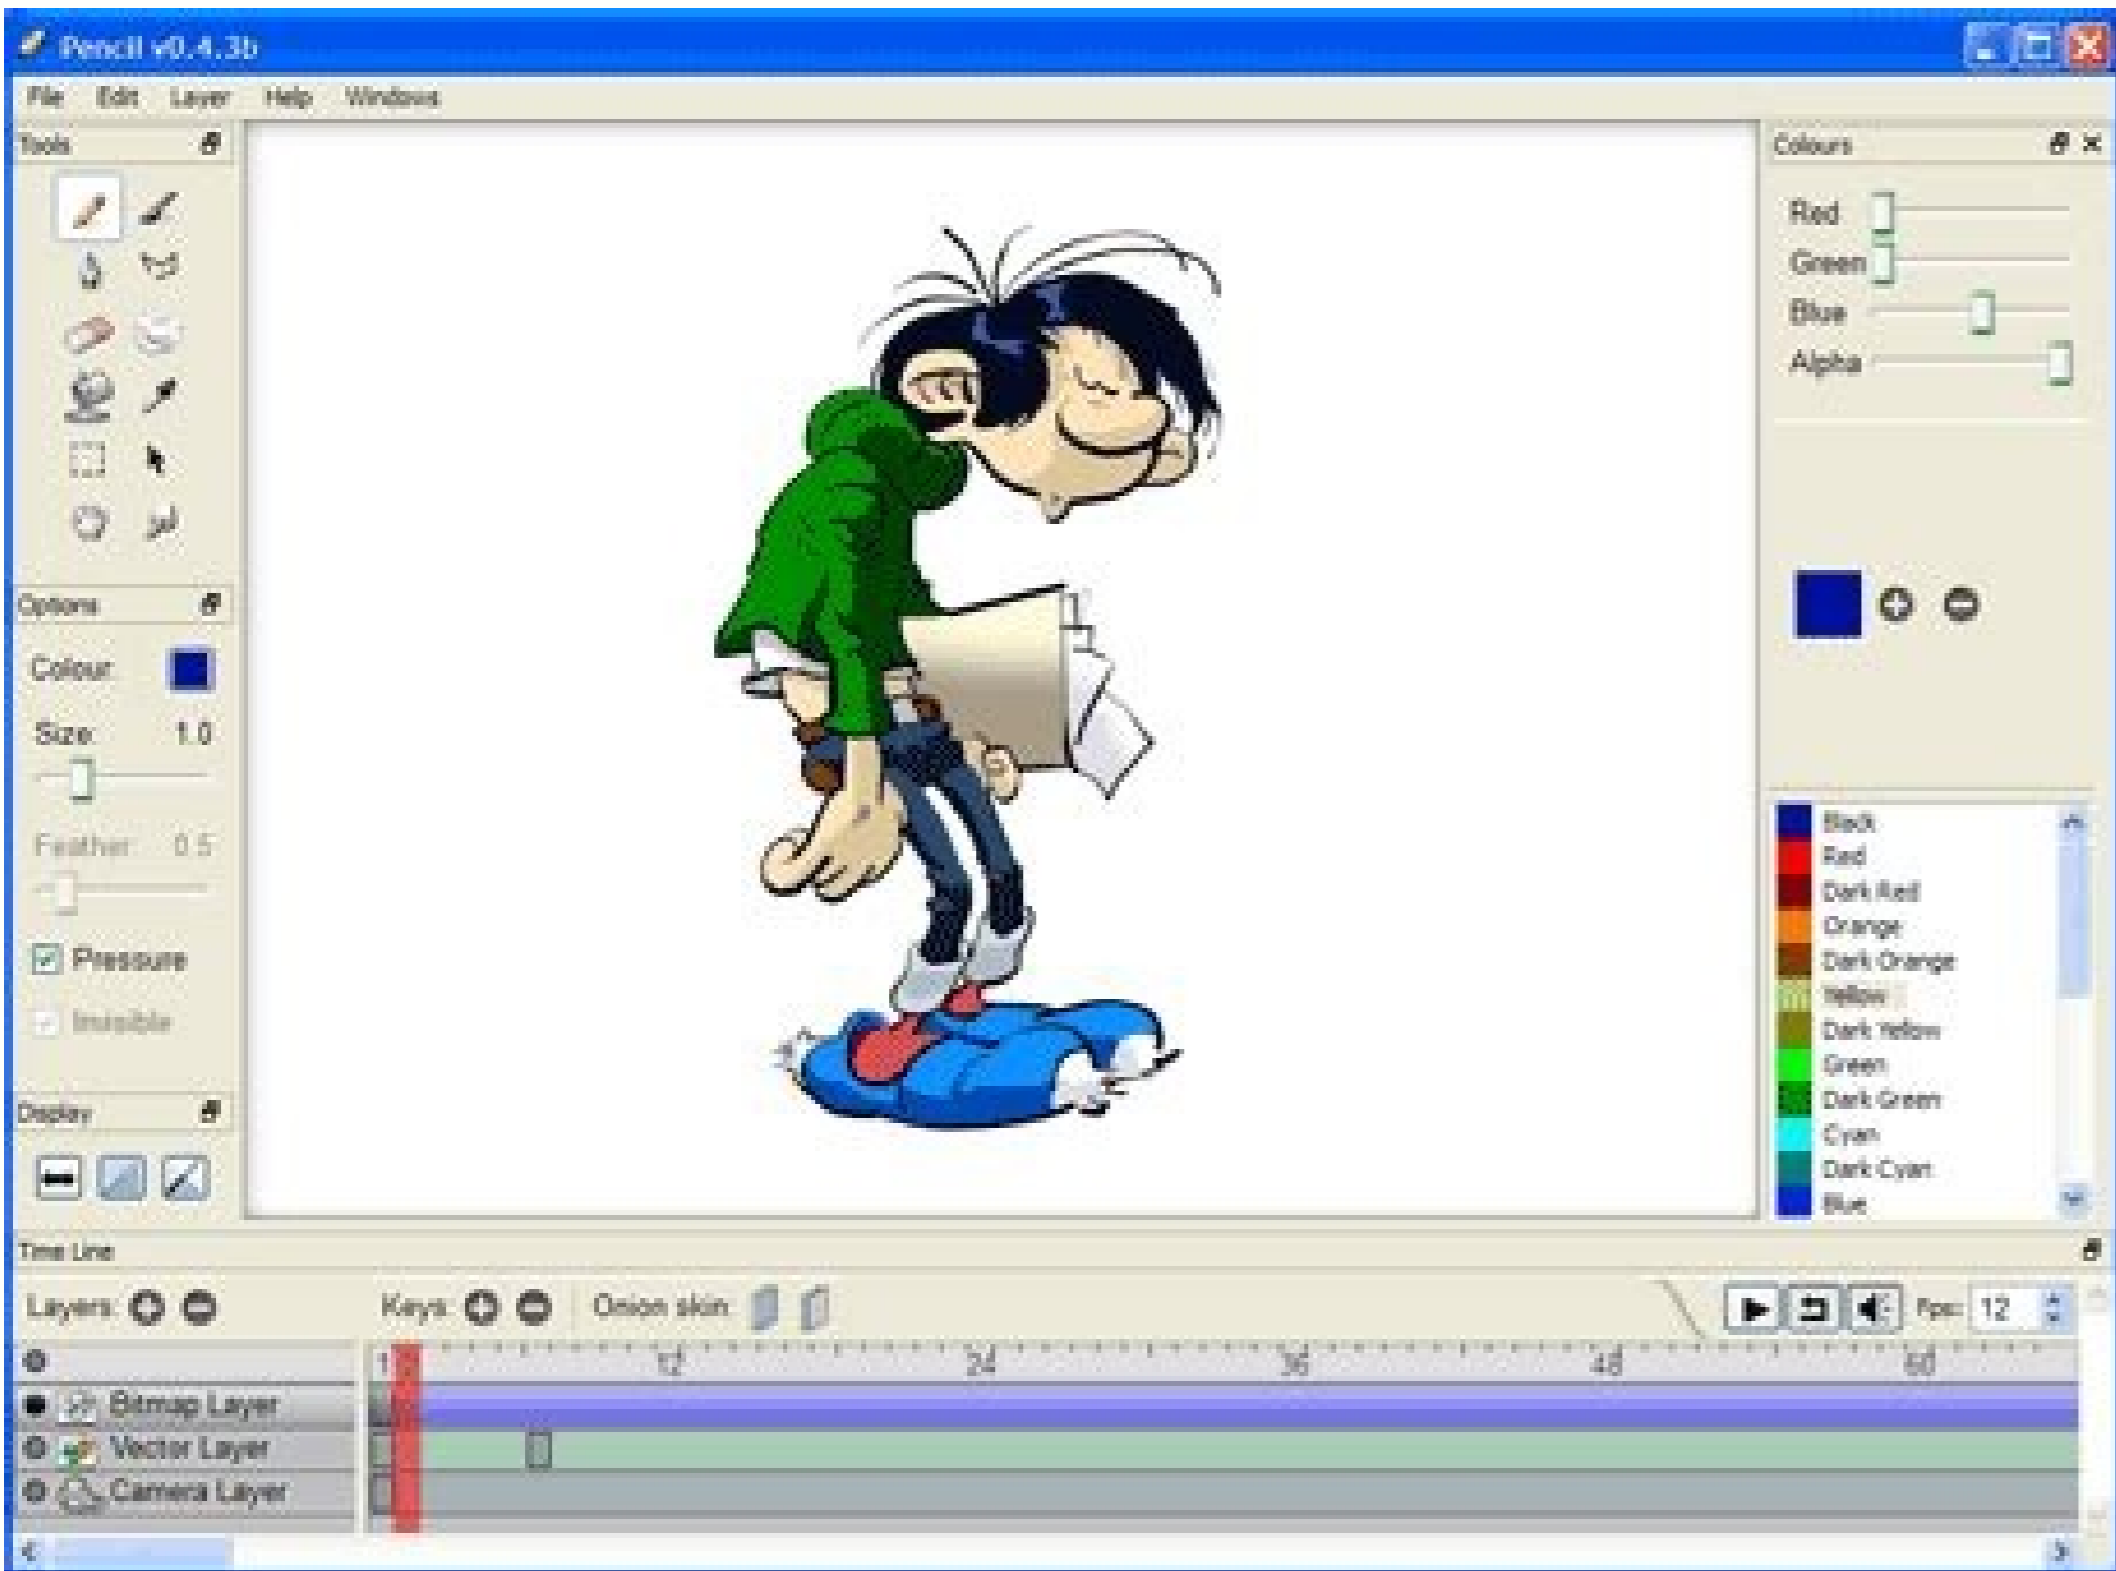 Pencil v0.4.3b
File Edit Layer Help Windows
Tools
Options
Colour:
Size: 1.0
Feather: 0.5
Pressure
Invisible
Display
Colours
Red
Green
Blue
Alpha
Black
Red
Dark Red
Orange
Dark Orange
Yellow
Dark Yellow
Green
Dark Green
Cyan
Dark Cyan
Blue
Time Line
Layers: Keys: Onion skin: Fps: 12
1 2 12 24 36 48 60
Bitmap Layer
Vector Layer
Camera Layer